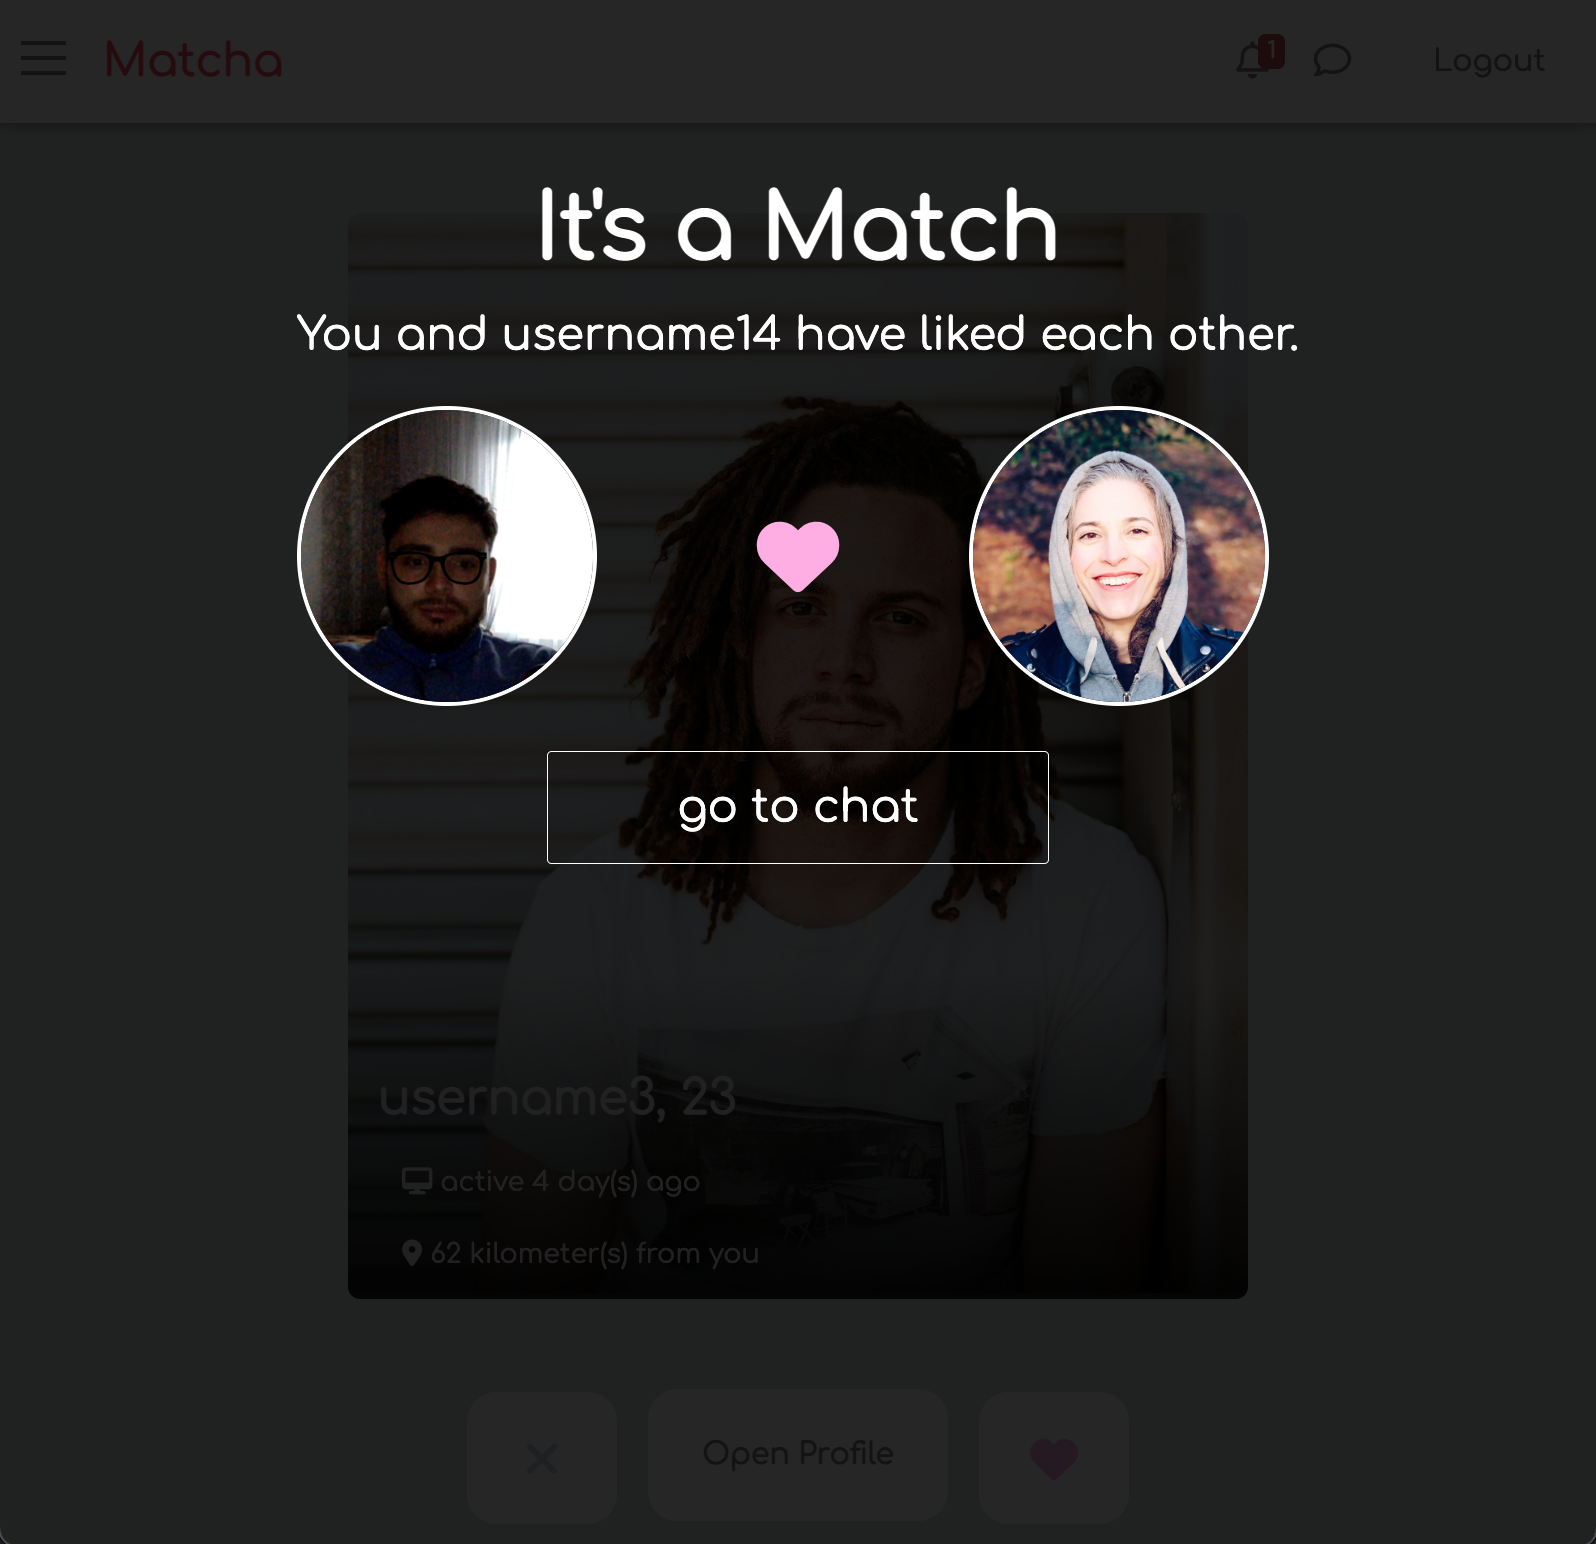 Matcha
1
Logout
It's a Match
You and username14 have liked each other.
go to chat
username3, 23
active 4 day(s) ago
62 kilometer(s) from you
Open Profile